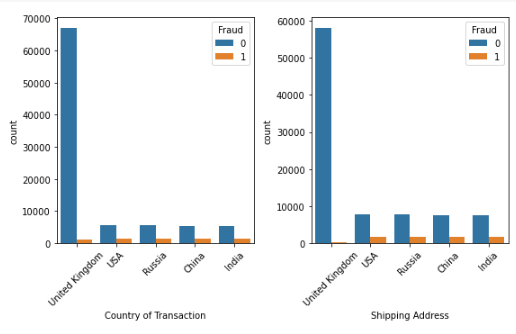 70000
60000
50000
40000
30000
20000
10000
0
count
Fraud
0
1
United Kingdom
USA
Russia
China
India
Country of Transaction
60000
50000
40000
30000
20000
10000
0
count
Fraud
0
1
United Kingdom
USA
Russia
China
India
Shipping Address